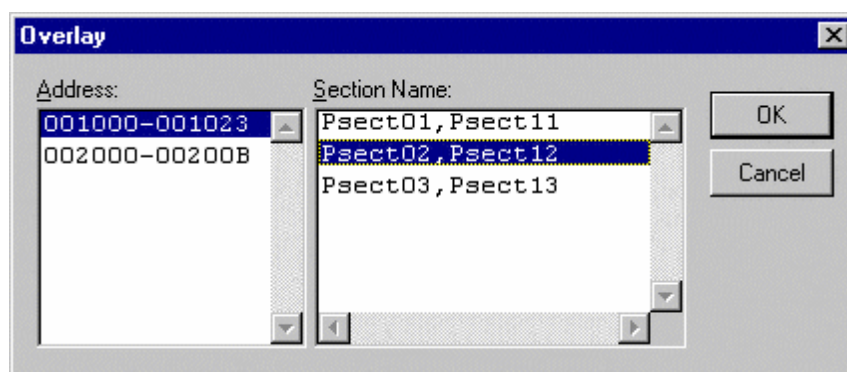 Overlay
Address:
Section Name:
001000-001023
002000-00200B
Psect01,Psect11
Psect02,Psect12
Psect03,Psect13
OK
Cancel